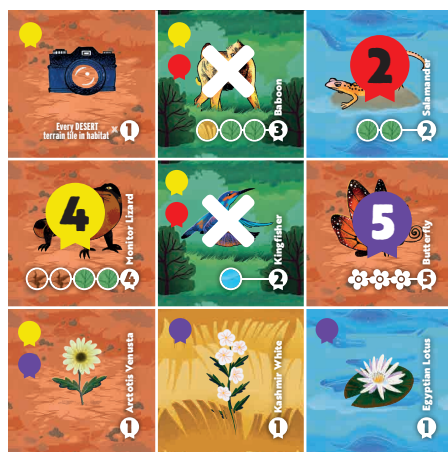 Every DESERT
terrain tile in habitat × 1
Baboon
3
2
Salamander
2
4
Monitor Lizard
4
Kingfisher
2
5
Butterfly
5
Arctotis Venusta
1
Kashmir White
1
Egyptian Lotus
1